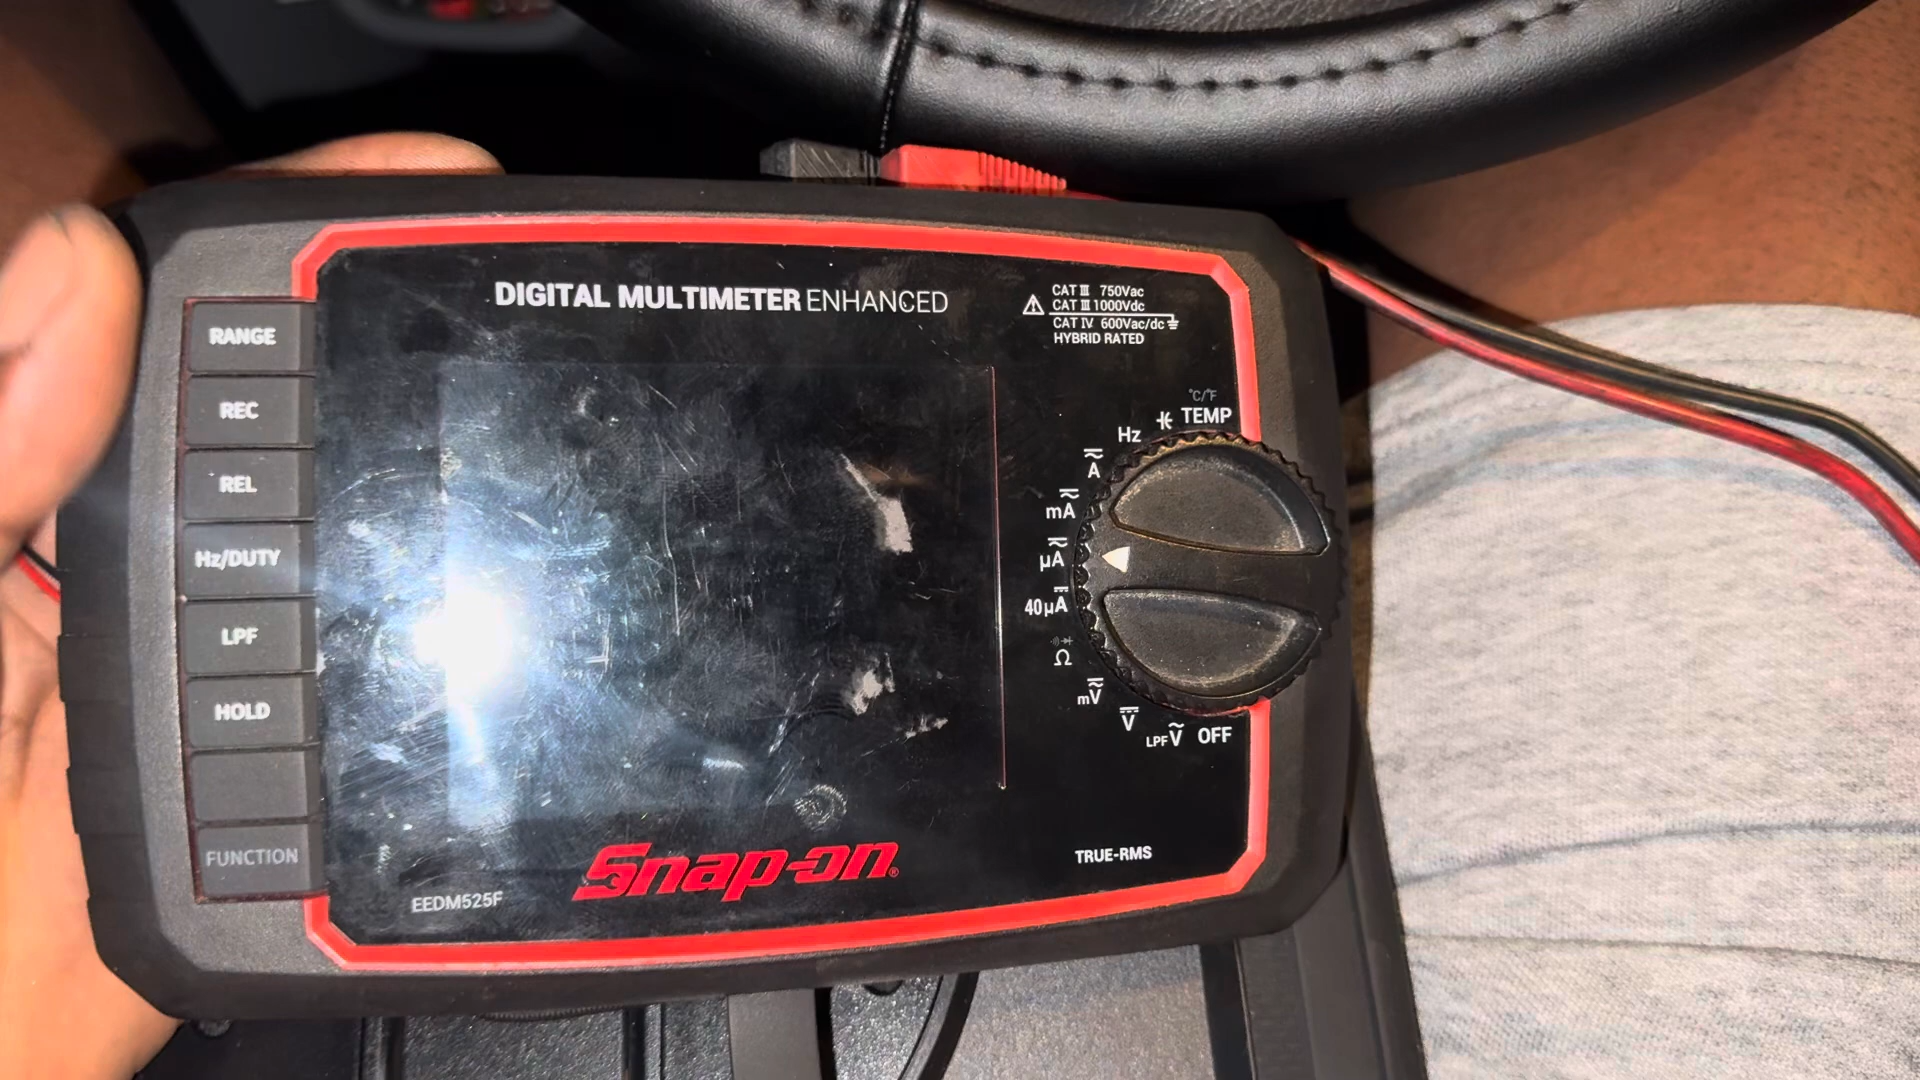 DIGITAL MULTIMETER ENHANCED
CAT III 750Vac
CAT III 1000Vdc
CAT IV 600Vac/dc
HYBRID RATED
RANGE
REC
REL
Hz/DUTY
LPF
HOLD
FUNCTION
°C/°F
TEMP
Hz
A
mA
µA
40µA
Ω
mV
V
LPF V
OFF
Snap-on®
TRUE-RMS
EEDM525F